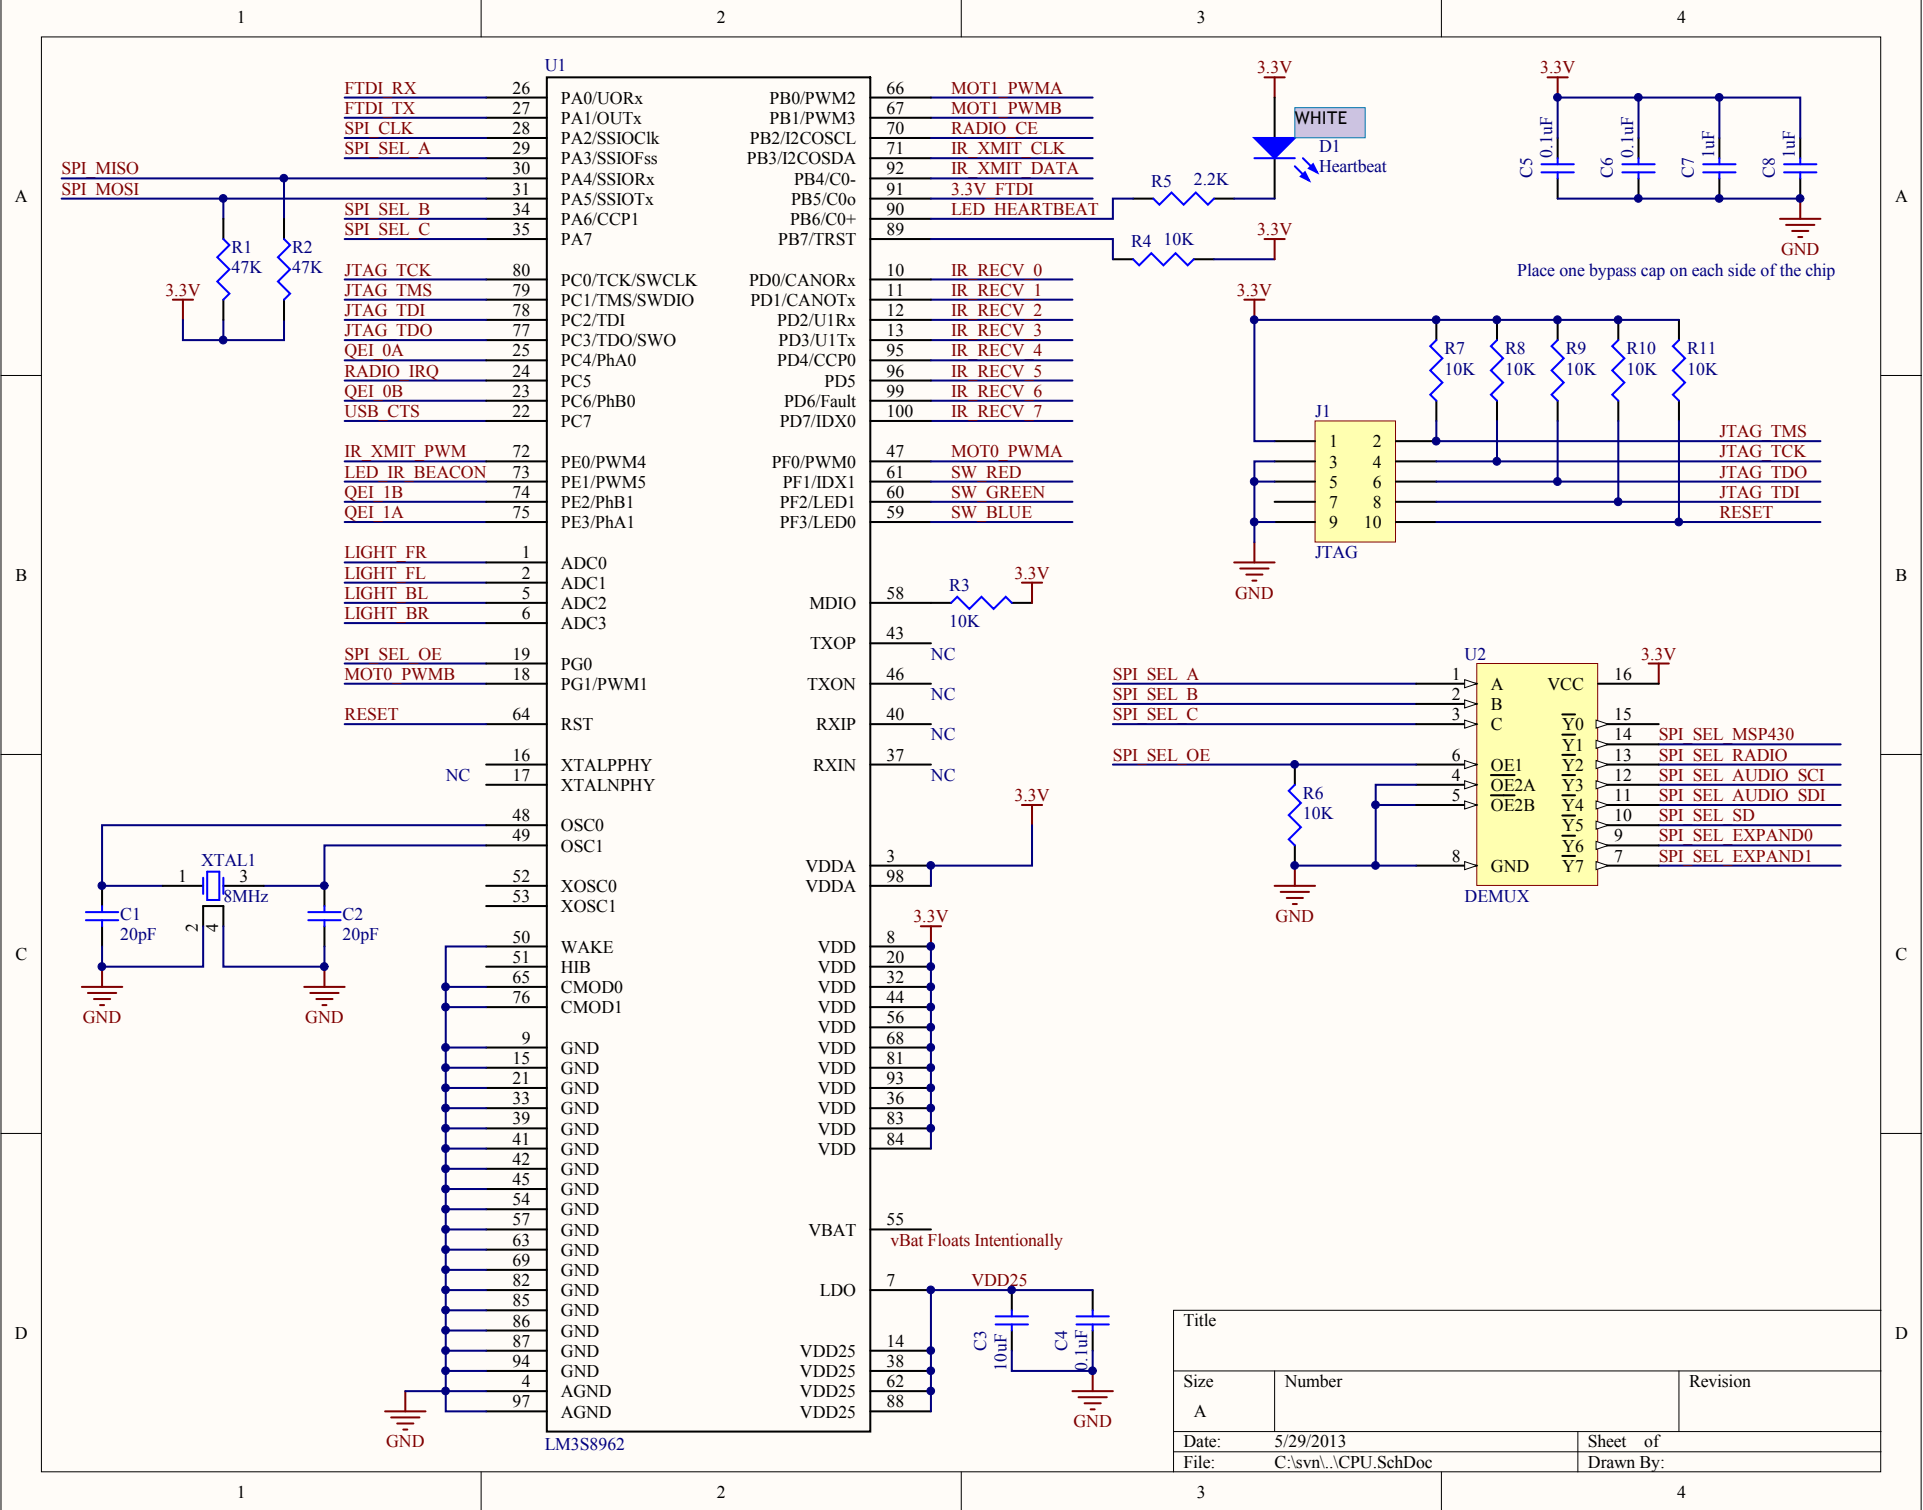 1 2 3 4
A
B
C
D
U1
FTDI_RX 26 PA0/UORx
FTDI_TX 27 PA1/OUTx
SPI_CLK 28 PA2/SSIOClk
SPI_SEL_A 29 PA3/SSIOFss
SPI_MISO 30 PA4/SSIORx
SPI_MOSI 31 PA5/SSIOTx
SPI_SEL_B 34 PA6/CCP1
SPI_SEL_C 35 PA7
R1 47K
R2 47K
3.3V
JTAG_TCK 80 PC0/TCK/SWCLK
JTAG_TMS 79 PC1/TMS/SWDIO
JTAG_TDI 78 PC2/TDI
JTAG_TDO 77 PC3/TDO/SWO
QEI_0A 25 PC4/PhA0
RADIO_IRQ 24 PC5
QEI_0B 23 PC6/PhB0
USB_CTS 22 PC7
IR_XMIT_PWM 72 PE0/PWM4
LED_IR_BEACON 73 PE1/PWM5
QEI_1B 74 PE2/PhB1
QEI_1A 75 PE3/PhA1
LIGHT_FR 1 ADC0
LIGHT_FL 2 ADC1
LIGHT_BL 5 ADC2
LIGHT_BR 6 ADC3
SPI_SEL_OE 19 PG0
MOT0_PWMB 18 PG1/PWM1
RESET 64 RST
16 XTALPPHY
NC 17 XTALNPHY
48 OSC0
49 OSC1
XTAL1
1 3
8MHz
2 4
C1 20pF
C2 20pF
GND
GND
52 XOSC0
53 XOSC1
50 WAKE
51 HIB
65 CMOD0
76 CMOD1
9 GND
15 GND
21 GND
33 GND
39 GND
41 GND
42 GND
45 GND
54 GND
57 GND
63 GND
69 GND
82 GND
85 GND
86 GND
87 GND
94 GND
4 AGND
97 AGND
GND
LM3S8962
PB0/PWM2 66 MOT1_PWMA
PB1/PWM3 67 MOT1_PWMB
PB2/I2COSCL 70 RADIO_CE
PB3/I2COSDA 71 IR_XMIT_CLK
PB4/C0- 92 IR_XMIT_DATA
PB5/C0o 91 3.3V_FTDI
PB6/C0+ 90 LED_HEARTBEAT
PB7/TRST 89
PD0/CANORx 10 IR_RECV_0
PD1/CANOTx 11 IR_RECV_1
PD2/U1Rx 12 IR_RECV_2
PD3/U1Tx 13 IR_RECV_3
PD4/CCP0 95 IR_RECV_4
PD5 96 IR_RECV_5
PD6/Fault 99 IR_RECV_6
PD7/IDX0 100 IR_RECV_7
PF0/PWM0 47 MOT0_PWMA
PF1/IDX1 61 SW_RED
PF2/LED1 60 SW_GREEN
PF3/LED0 59 SW_BLUE
MDIO 58 R3 10K 3.3V
TXOP 43 NC
TXON 46 NC
RXIP 40 NC
RXIN 37 NC
3.3V
VDDA 3
VDDA 98
3.3V
VDD 8
VDD 20
VDD 32
VDD 44
VDD 56
VDD 68
VDD 81
VDD 93
VDD 36
VDD 83
VDD 84
VBAT 55
vBat Floats Intentionally
LDO 7 VDD25
VDD25 14
VDD25 38
VDD25 62
VDD25 88
C3 10uF
C4 0.1uF
GND
3.3V
WHITE
D1
Heartbeat
R5 2.2K
R4 10K 3.3V
3.3V
C5 0.1uF
C6 0.1uF
C7 1uF
C8 1uF
GND
Place one bypass cap on each side of the chip
3.3V
R7 10K
R8 10K
R9 10K
R10 10K
R11 10K
J1
1 2 JTAG_TMS
3 4 JTAG_TCK
5 6 JTAG_TDO
7 8 JTAG_TDI
9 10 RESET
JTAG
GND
U2
3.3V
SPI_SEL_A 1 A VCC 16
SPI_SEL_B 2 B
SPI_SEL_C 3 C Y0 15
Y1 14 SPI_SEL_MSP430
SPI_SEL_OE 6 OE1 Y2 13 SPI_SEL_RADIO
4 OE2A Y3 12 SPI_SEL_AUDIO_SCI
5 OE2B Y4 11 SPI_SEL_AUDIO_SDI
Y5 10 SPI_SEL_SD
Y6 9 SPI_SEL_EXPAND0
8 GND Y7 7 SPI_SEL_EXPAND1
R6 10K
GND
DEMUX
Title
Size Number Revision
A
Date: 5/29/2013 Sheet of
File: C:\svn\..\CPU.SchDoc Drawn By:
A
B
C
D
1 2 3 4